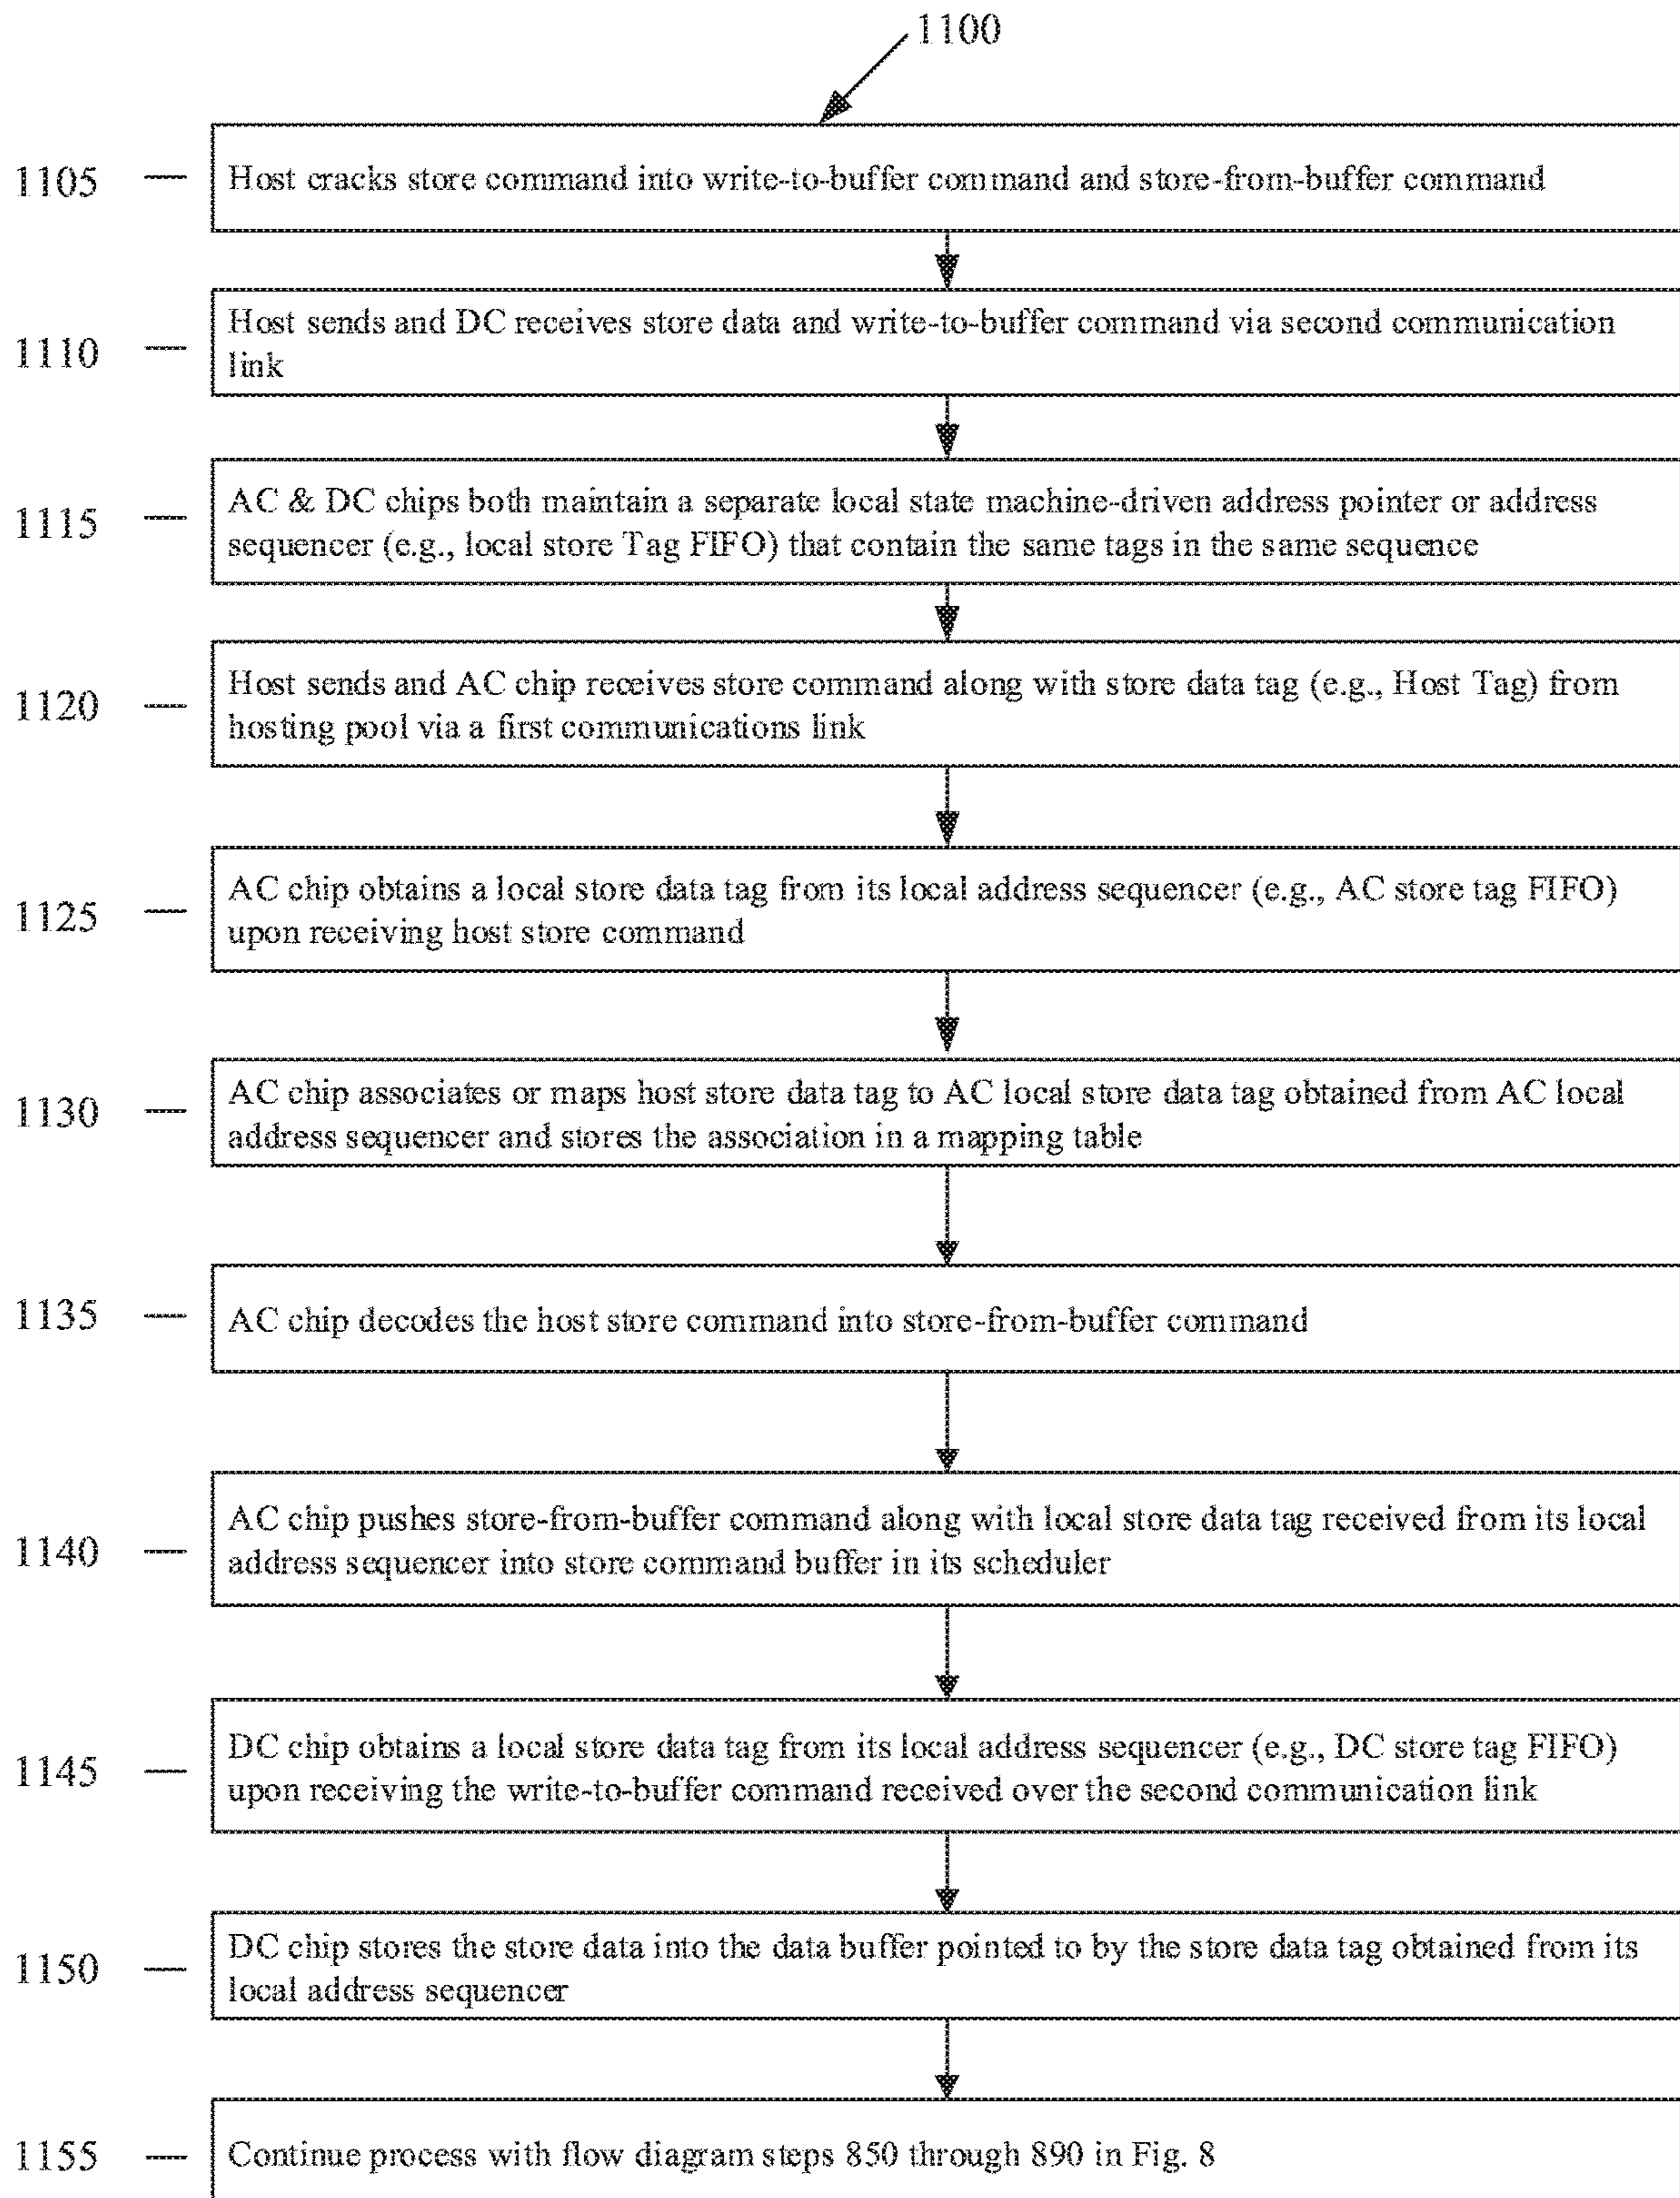 1100
1105
Host cracks store command into write-to-buffer command and store-from-buffer command
1110
Host sends and DC receives store data and write-to-buffer command via second communication
link
1115
AC & DC chips both maintain a separate local state machine-driven address pointer or address
sequencer (e.g., local store Tag FIFO) that contain the same tags in the same sequence
1120
Host sends and AC chip receives store command along with store data tag (e.g., Host Tag) from
hosting pool via a first communications link
1125
AC chip obtains a local store data tag from its local address sequencer (e.g., AC store tag FIFO)
upon receiving host store command
1130
AC chip associates or maps host store data tag to AC local store data tag obtained from AC local
address sequencer and stores the association in a mapping table
1135
AC chip decodes the host store command into store-from-buffer command
1140
AC chip pushes store-from-buffer command along with local store data tag received from its local
address sequencer into store command buffer in its scheduler
1145
DC chip obtains a local store data tag from its local address sequencer (e.g., DC store tag FIFO)
upon receiving the write-to-buffer command received over the second communication link
1150
DC chip stores the store data into the data buffer pointed to by the store data tag obtained from its
local address sequencer
1155
Continue process with flow diagram steps 850 through 890 in Fig. 8